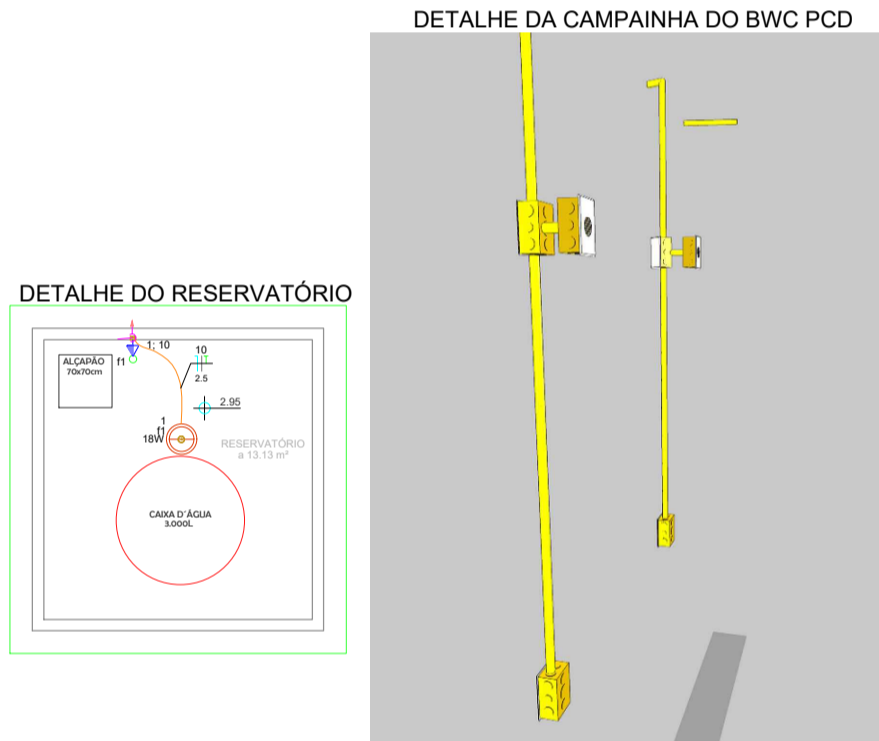 DETALHE DA CAMPAINHA DO BWC PCD
DETALHE DO RESERVATÓRIO
1; 10
ALÇAPÃO
70x70cm
f1
10
2.5
2.95
1
f1
18W
RESERVATÓRIO
a 13.13 m²
CAIXA D´ÁGUA
3.000L